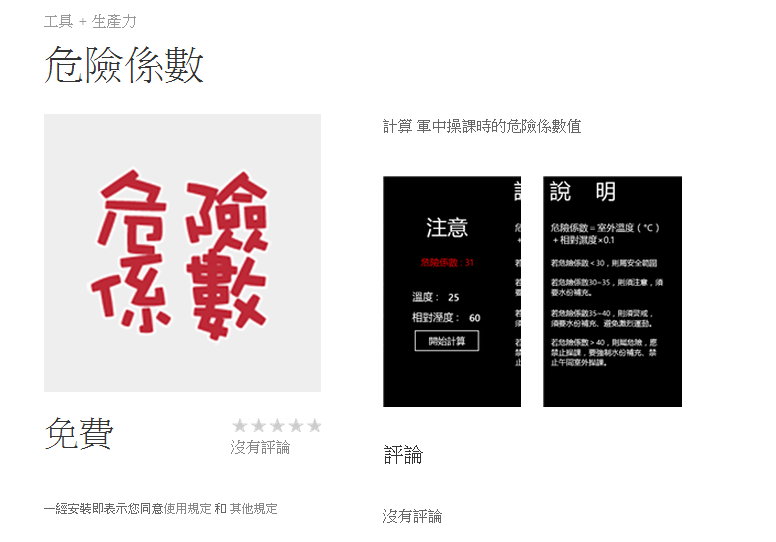 工具 + 生產力
危險係數
危險
係數
免費
沒有評論
一經安裝即表示您同意使用規定 和 其他規定
計算 軍中操課時的危險係數值
注意
危險係數 : 31
溫度 : 25
相對溼度 : 60
開始計算
說 明
危險係數 = 室外溫度 ( °C )
+ 相對濕度×0.1
若危險係數 < 30，則屬安全範圍
若危險係數30~35，則須注意，須
要水份補充。
若危險係數35~40，則須警戒，
須要水份補充、避免激烈運動。
若危險係數 > 40，則屬危險，應
禁止操課，要強制水份補充、禁
止午間室外操課。
評論
沒有評論